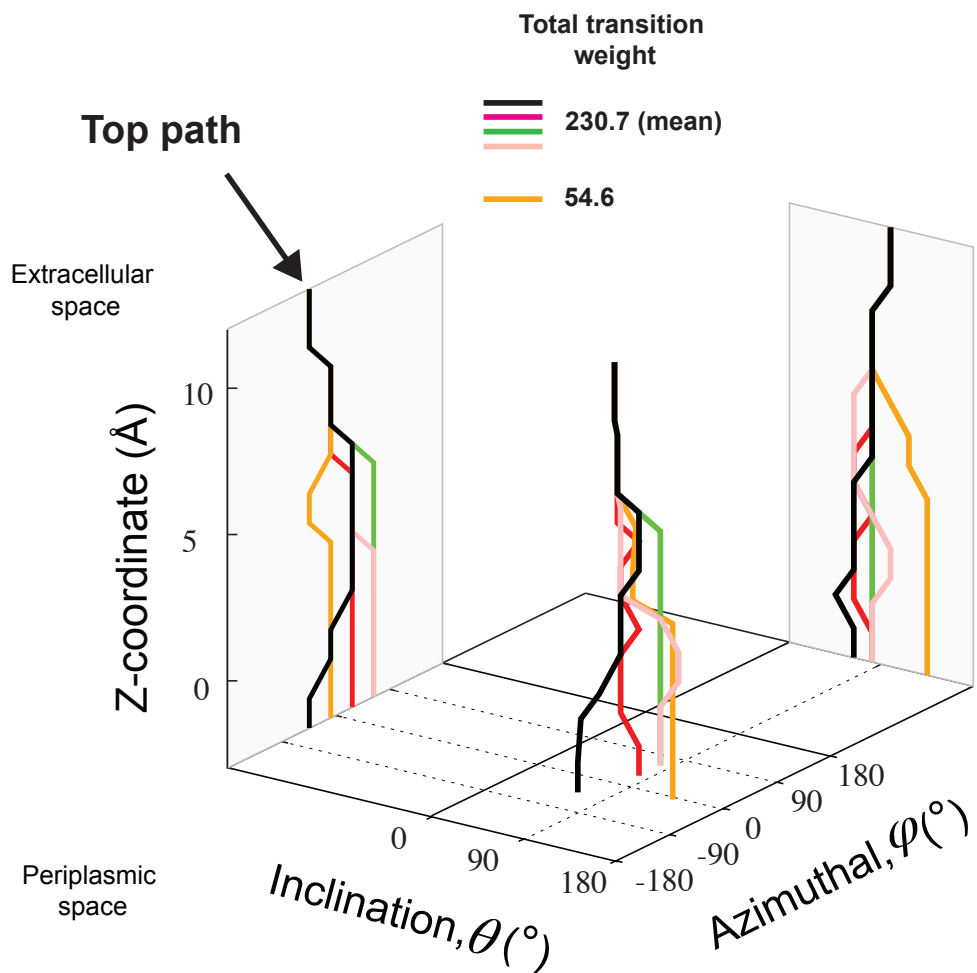 Total transition
weight
230.7 (mean)
54.6
Top path
Extracellular
space
Z-coordinate (Å)
10
5
0
Periplasmic
space
0
90
180
Inclination, θ (°)
-180
-90
0
90
180
Azimuthal, φ (°)